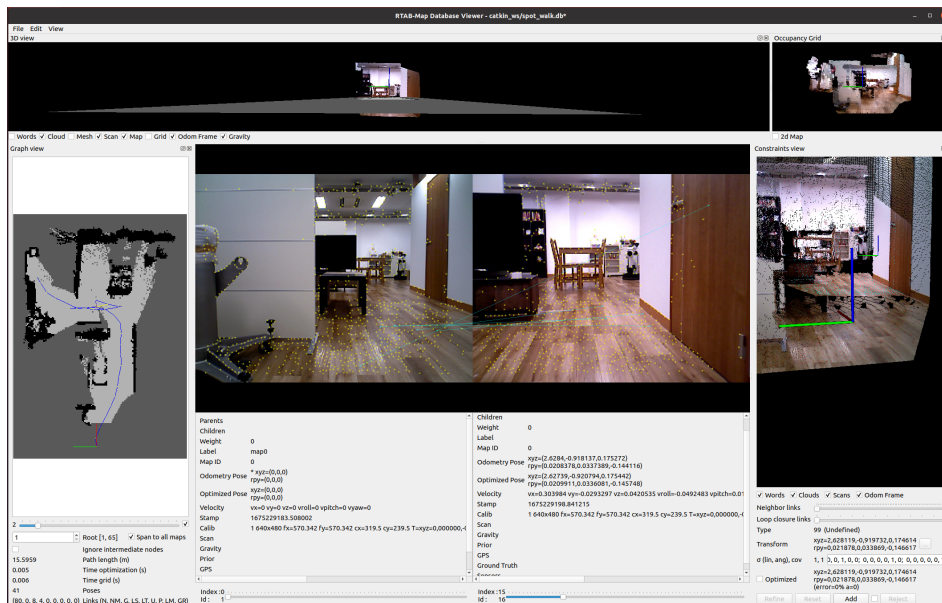 RTAB-Map Database Viewer - catkin_ws/spot_walk.db*
File Edit View
3D view
Occupancy Grid
Words Cloud Mesh Scan Map Grid Odom Frame Gravity
2d Map
Graph view
Constraints view
2
1
Root [1, 65] Span to all maps
Ignore intermediate nodes
15.5959 Path length (m)
0.005 Time optimization (s)
0.006 Time grid (s)
41 Poses
(80, 0, 8, 4, 0, 0, 0, 0, 0) Links (N, NM, G, LS, LT, U, P, LM, GR)
Parents
Children
Weight 0
Label map0
Map ID 0
Odometry Pose * xyz=(0,0,0)
rpy=(0,0,0)
Optimized Pose xyz=(0,0,0)
rpy=(0,0,0)
Velocity vx=0 vy=0 vz=0 vroll=0 vpitch=0 vyaw=0
Stamp 1675229183.508002
Calib 1 640x480 fx=570.342 fy=570.342 cx=319.5 cy=239.5 T=xyz=0,000000,-(
Scan
Gravity
Prior
GPS
Index :0
Id : 1
Children
Weight 0
Label
Map ID 0
Odometry Pose xyz=(2.6284,-0.918137,0.175272)
rpy=(0.0208378,0.0337389,-0.144116)
Optimized Pose xyz=(2.62739,-0.920794,0.175442)
rpy=(0.0209911,0.0336081,-0.145748)
Velocity vx=0.303984 vy=-0.0293297 vz=0.0420535 vroll=-0.0492483 vpitch=0.01
Stamp 1675229198.841215
Calib 1 640x480 fx=570.342 fy=570.342 cx=319.5 cy=239.5 T=xyz=0,000000,-(
Scan
Gravity
Prior
GPS
Ground Truth
Sensors
Index :15
Id : 16
Words Clouds Scans Odom Frame
Neighbor links
Loop closure links
Type 99 (Undefined)
Transform xyz=2,628119,-0,919732,0,174614
rpy=0,021878,0,033869,-0,146617
...
σ (lin, ang), cov 1, 1
Optimized xyz=2,628119,-0,919732,0,174614
rpy=0,021878,0,033869,-0,146617
(error=0% a=0)
Refine Reset Add Reject